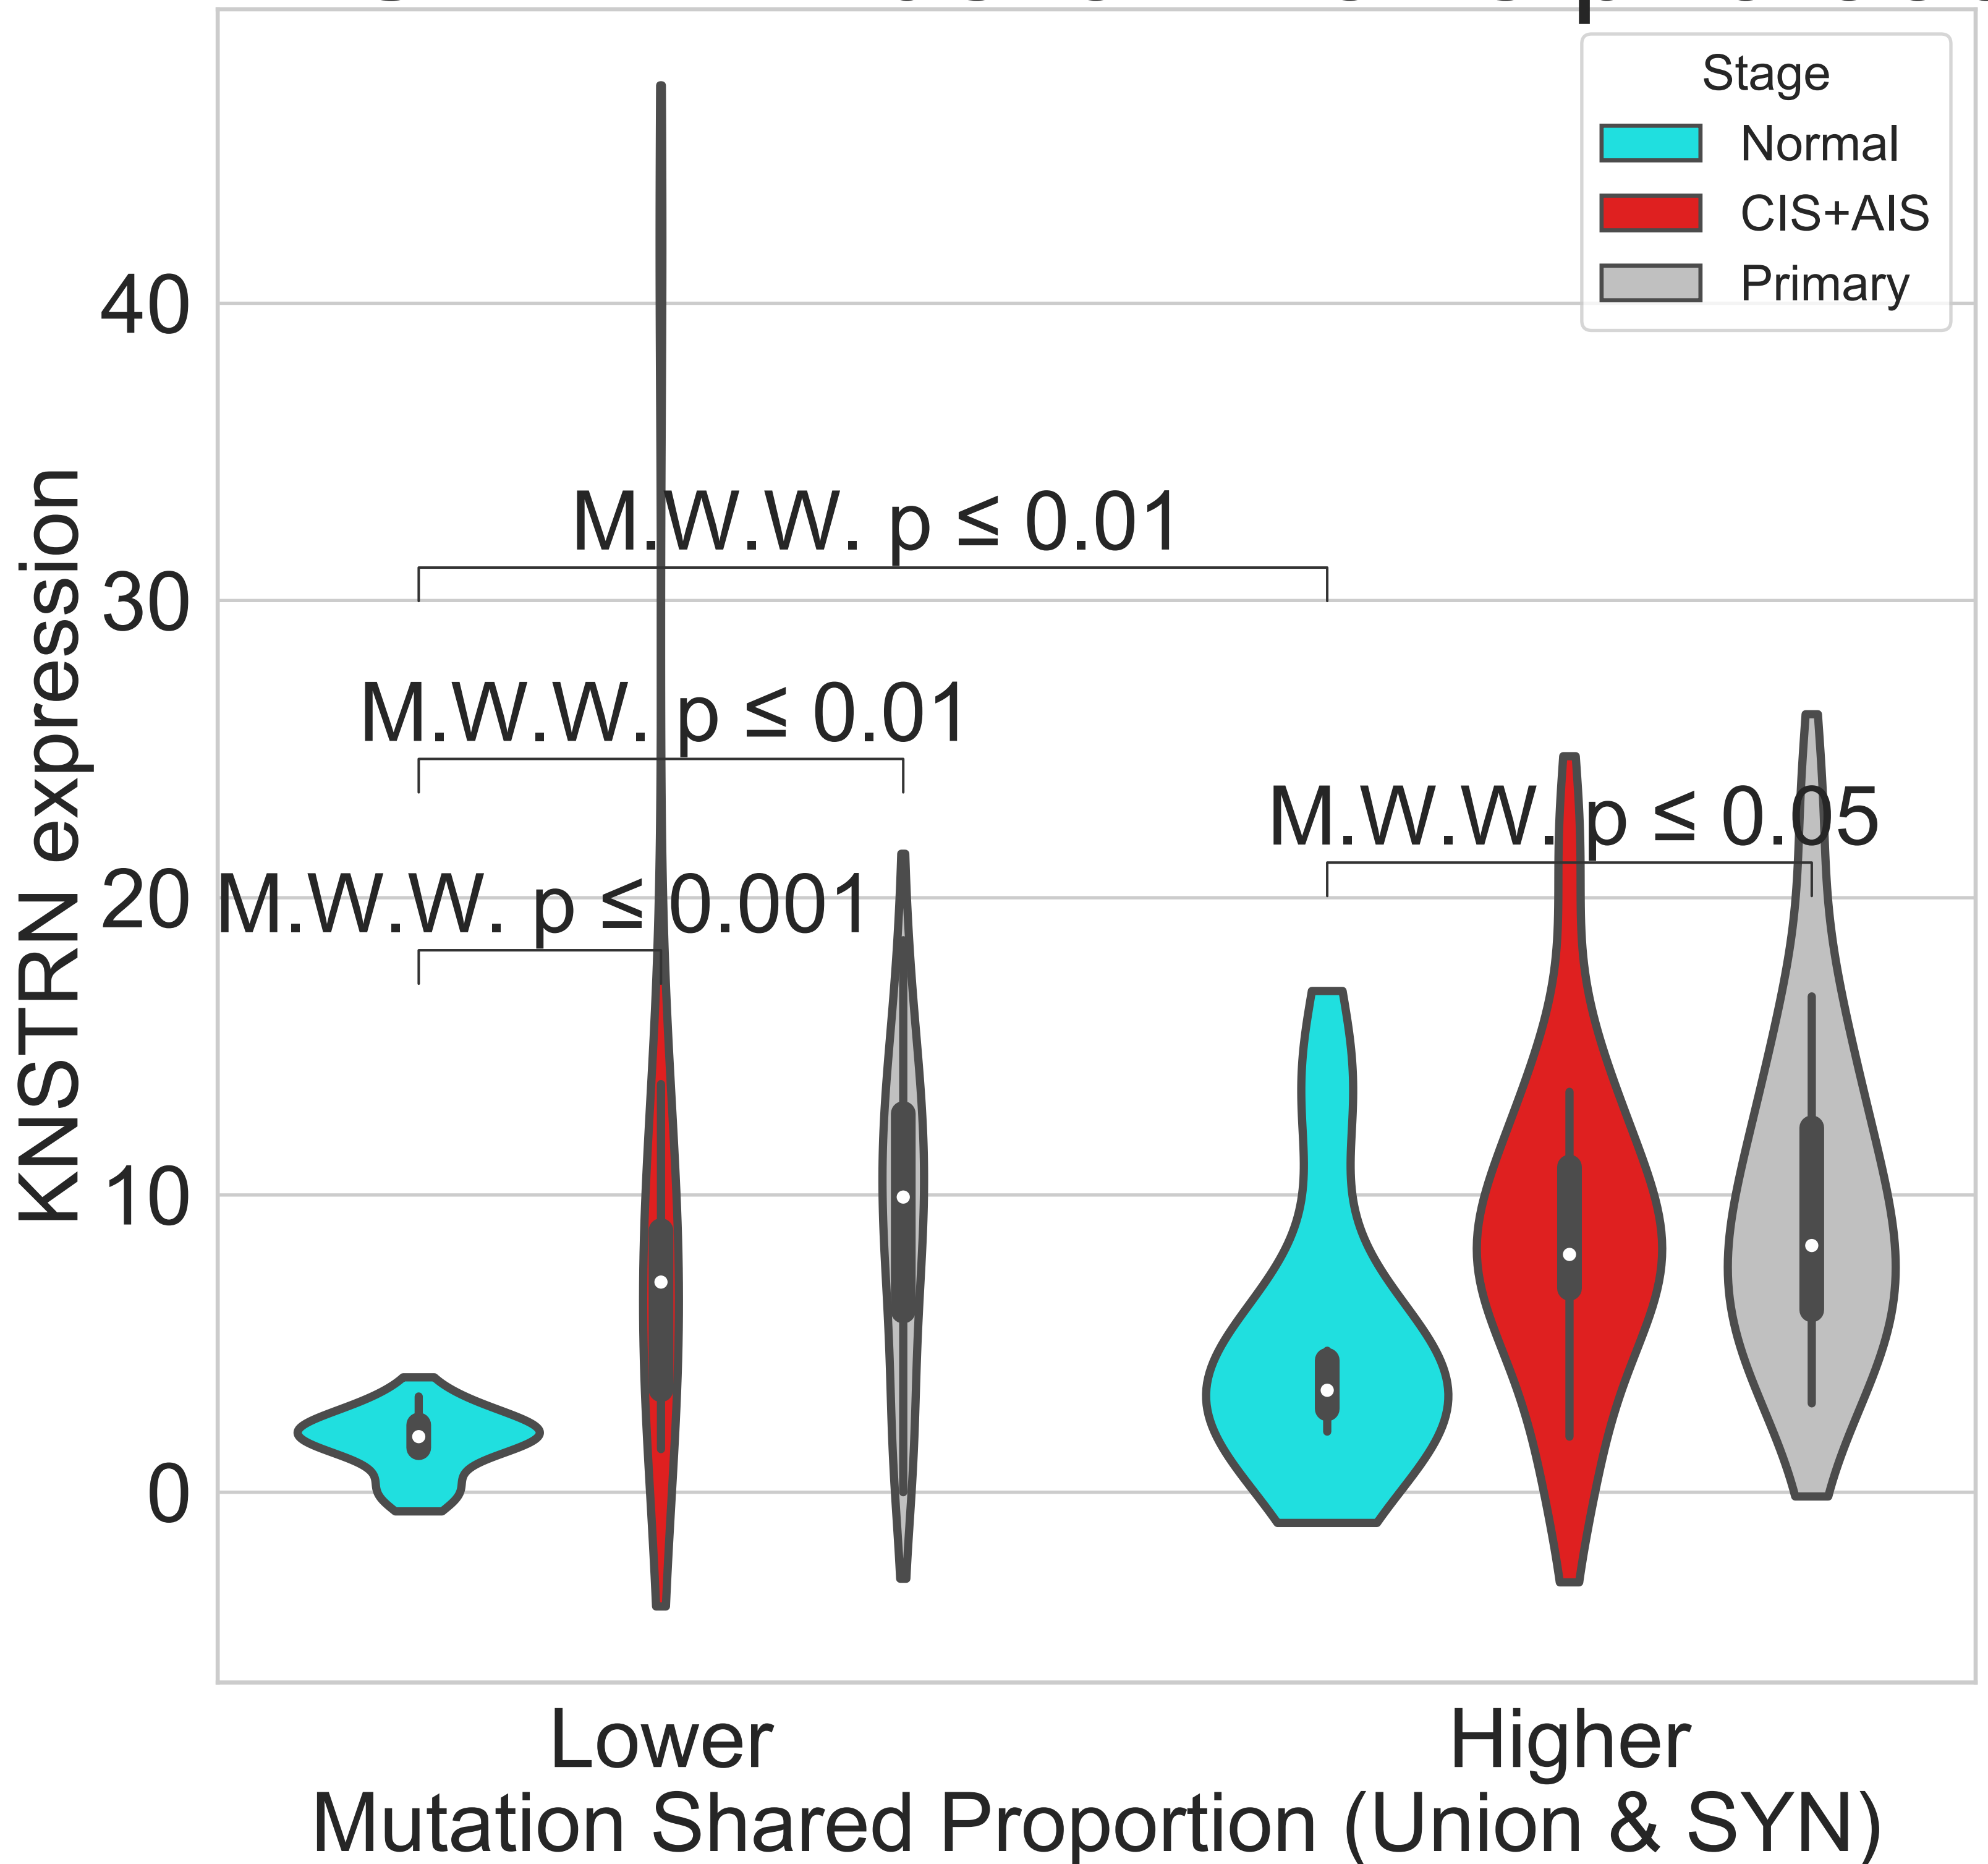 Stage
Normal
CIS+AIS
Primary
40
30
20
10
0
KNSTRN expression
M.W.W. p ≤ 0.01
M.W.W. p ≤ 0.01
M.W.W. p ≤ 0.05
M.W.W. p ≤ 0.001
Lower
Higher
Mutation Shared Proportion (Union & SYN)